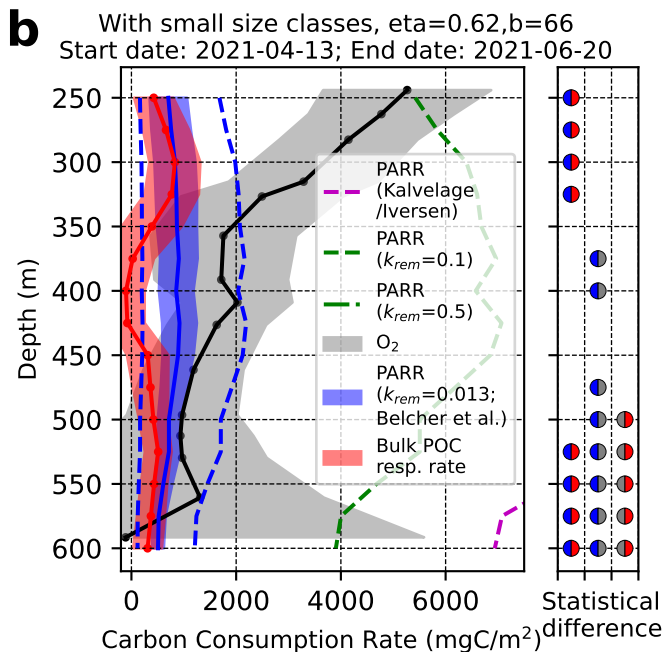 b
With small size classes, eta=0.62,b=66
Start date: 2021-04-13; End date: 2021-06-20
Depth (m)
250
300
350
400
450
500
550
600
PARR
(Kalvelage
/Iversen)
PARR
(k_rem=0.1)
PARR
(k_rem=0.5)
O₂
PARR
(k_rem=0.013;
Belcher et al.)
Bulk POC
resp. rate
0 2000 4000 6000
Carbon Consumption Rate (mgC/m²)
Statistical
difference